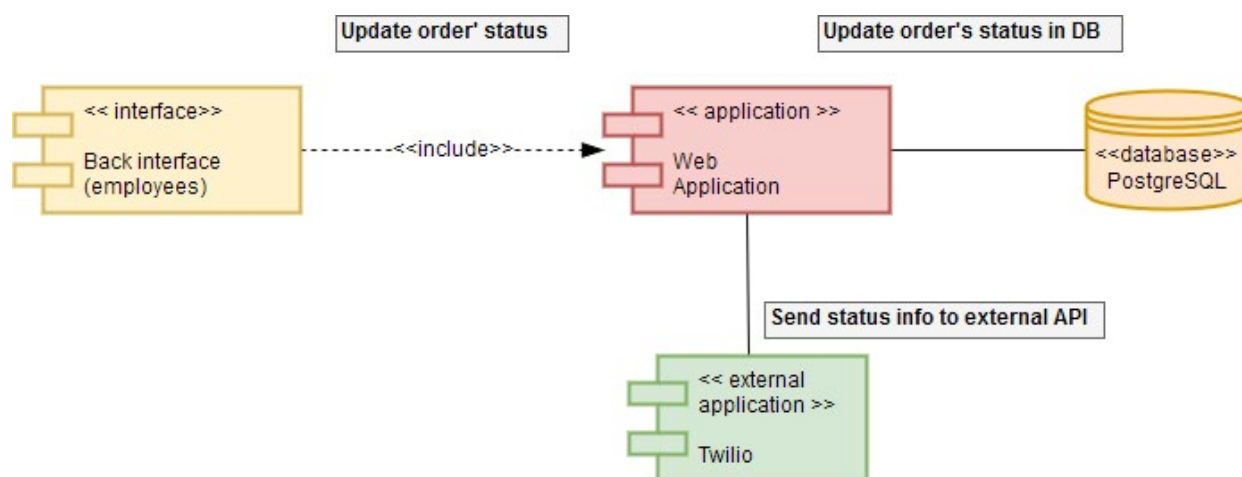 Update order' status
Update order's status in DB
<< interface>>
Back interface
(employees)
<<include>>
<< application >>
Web
Application
<<database>>
PostgreSQL
Send status info to external API
<< external
application >>
Twilio